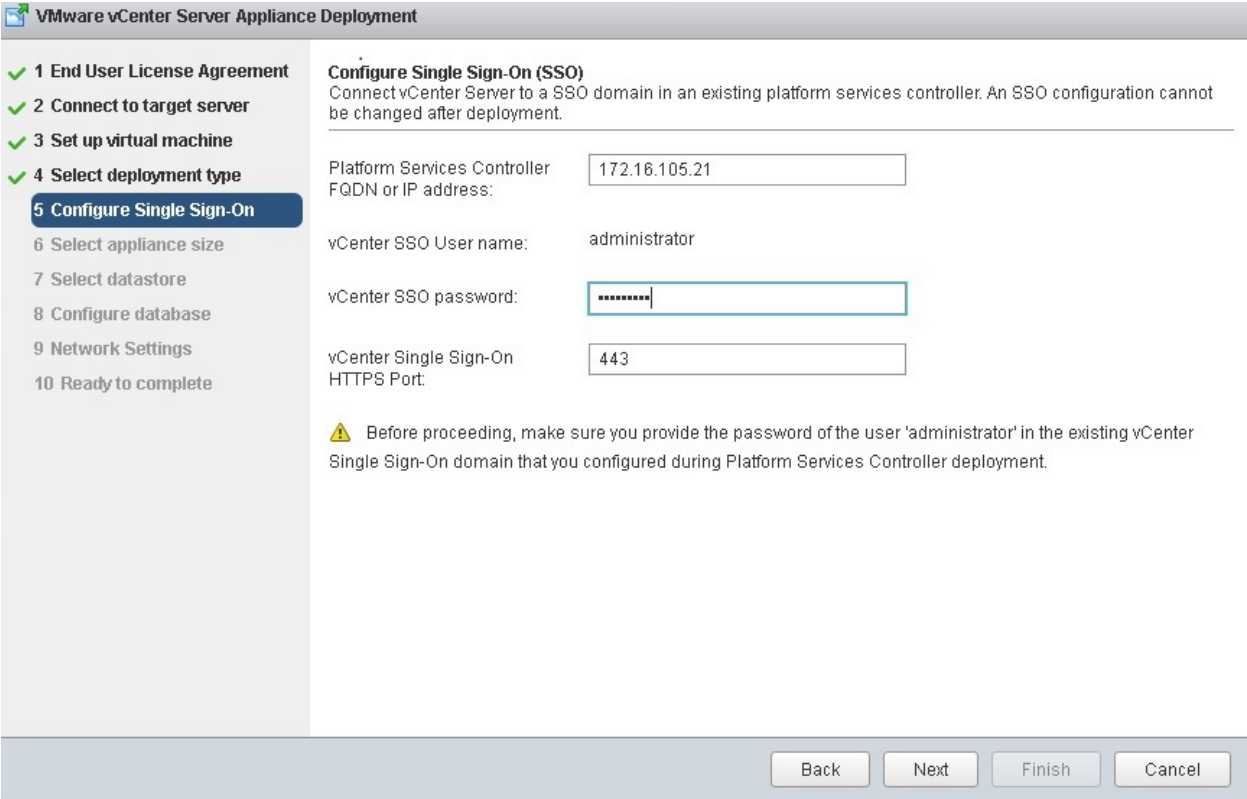 VMware vCenter Server Appliance Deployment
1 End User License Agreement
2 Connect to target server
3 Set up virtual machine
4 Select deployment type
5 Configure Single Sign-On
6 Select appliance size
7 Select datastore
8 Configure database
9 Network Settings
10 Ready to complete
Configure Single Sign-On (SSO)
Connect vCenter Server to a SSO domain in an existing platform services controller. An SSO configuration cannot
be changed after deployment.
Platform Services Controller
FQDN or IP address:
172.16.105.21
vCenter SSO User name:
administrator
vCenter SSO password:
•••••••••
vCenter Single Sign-On
HTTPS Port:
443
Before proceeding, make sure you provide the password of the user 'administrator' in the existing vCenter
Single Sign-On domain that you configured during Platform Services Controller deployment.
Back
Next
Finish
Cancel